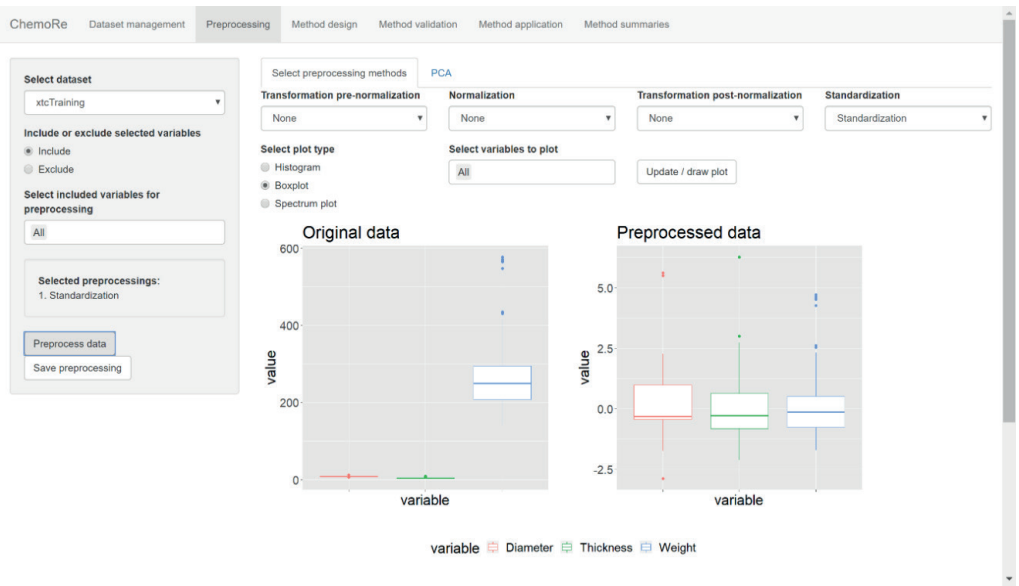 ChemoRe Dataset management Preprocessing Method design Method validation Method application Method summaries
Select dataset
xtcTraining
Include or exclude selected variables
Include
Exclude
Select included variables for
preprocessing
All
Selected preprocessings:
1. Standardization
Preprocess data
Save preprocessing
Select preprocessing methods PCA
Transformation pre-normalization Normalization Transformation post-normalization Standardization
None None None Standardization
Select plot type Select variables to plot
Histogram
Boxplot
Spectrum plot
All
Update / draw plot
Original data
600
400
200
0
value
variable
Preprocessed data
5.0
2.5
0.0
-2.5
value
variable
variable Diameter Thickness Weight